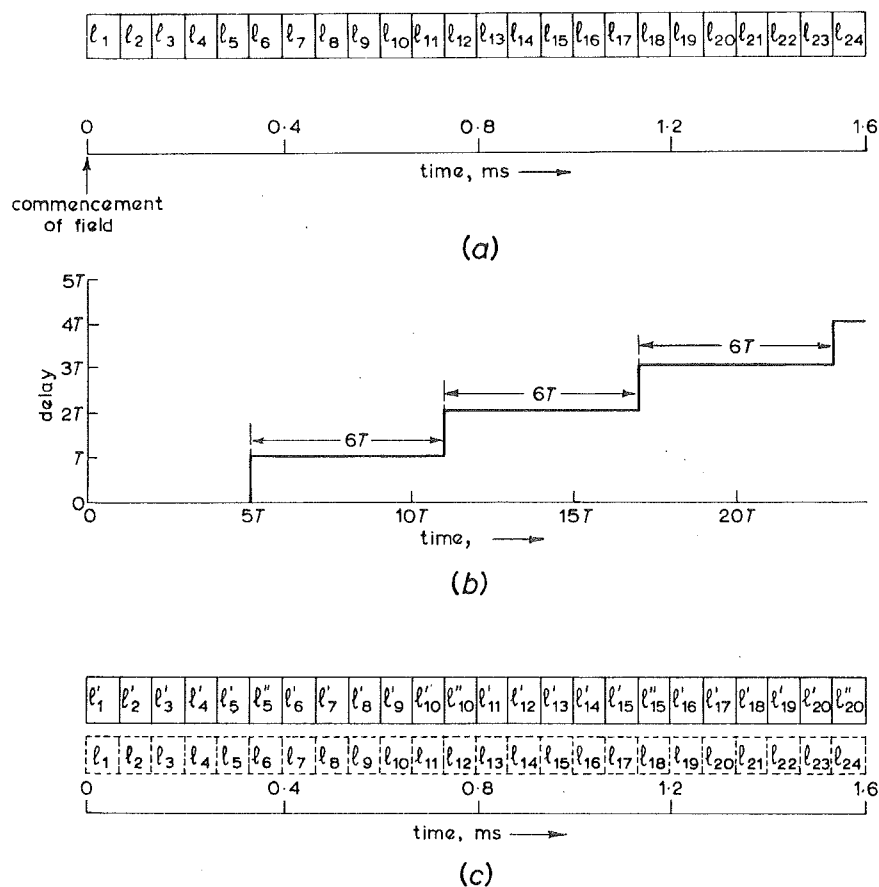 ℓ1 ℓ2 ℓ3 ℓ4 ℓ5 ℓ6 ℓ7 ℓ8 ℓ9 ℓ10 ℓ11 ℓ12 ℓ13 ℓ14 ℓ15 ℓ16 ℓ17 ℓ18 ℓ19 ℓ20 ℓ21 ℓ22 ℓ23 ℓ24
0 0·4 0·8 1·2 1·6
time, ms
commencement
of field
(a)
5T
4T
3T
2T
T
0
delay
6T
6T
6T
0 5T 10T 15T 20T
time,
(b)
ℓ'1 ℓ'2 ℓ'3 ℓ'4 ℓ'5 ℓ''5 ℓ'6 ℓ'7 ℓ'8 ℓ'9 ℓ'10 ℓ''10 ℓ'11 ℓ'12 ℓ'13 ℓ'14 ℓ'15 ℓ''15 ℓ'16 ℓ'17 ℓ'18 ℓ'19 ℓ'20 ℓ''20
ℓ1 ℓ2 ℓ3 ℓ4 ℓ5 ℓ6 ℓ7 ℓ8 ℓ9 ℓ10 ℓ11 ℓ12 ℓ13 ℓ14 ℓ15 ℓ16 ℓ17 ℓ18 ℓ19 ℓ20 ℓ21 ℓ22 ℓ23 ℓ24
0 0·4 0·8 1·2 1·6
time, ms
(c)